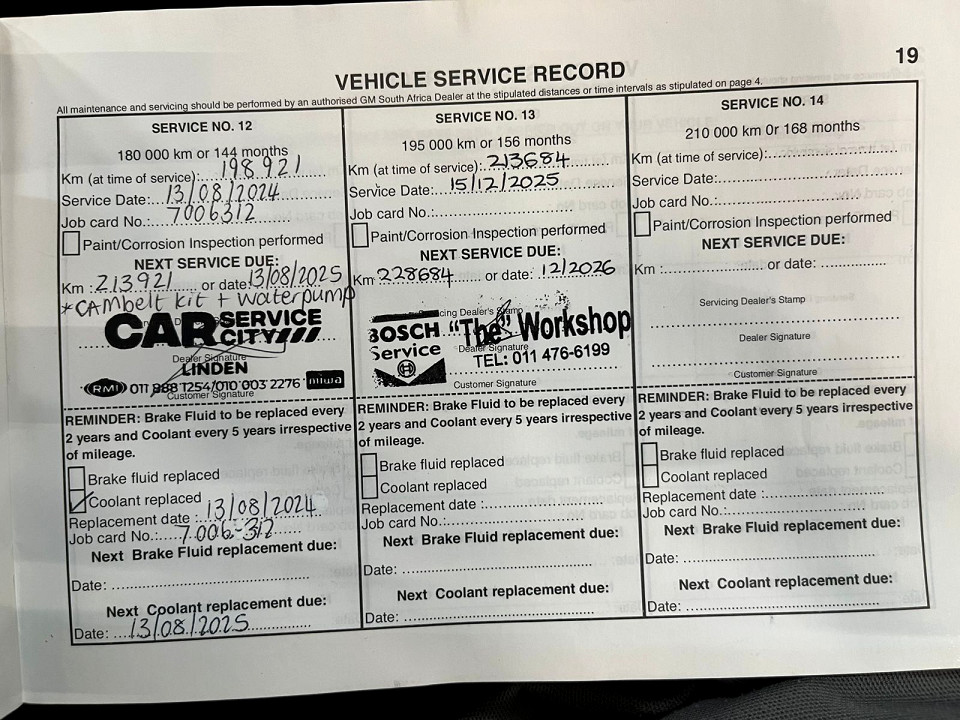 19
VEHICLE SERVICE RECORD
All maintenance and servicing should be performed by an authorised GM South Africa Dealer at the stipulated distances or time intervals as stipulated on page 4.
SERVICE NO. 12
180 000 km or 144 months
Km (at time of service): 198 921
Service Date: 13/08/2024
Job card No.: 7006312
Paint/Corrosion Inspection performed
NEXT SERVICE DUE:
Km : 213921 or date: 13/08/2025
*CAMbelt Kit + Waterpump
CAR SERVICE CITY
Dealer Signature
LINDEN
RMI 011 888 1254/010 003 2276 miwa
Customer Signature
REMINDER: Brake Fluid to be replaced every
2 years and Coolant every 5 years irrespective
of mileage.
Brake fluid replaced
Coolant replaced
Replacement date : 13/08/2024
Job card No.: 7006312
Next Brake Fluid replacement due:
Date:
Next Coolant replacement due:
Date: 13/08/2025
SERVICE NO. 13
195 000 km or 156 months
Km (at time of service): 213684
Service Date: 15/12/2025
Job card No.:
Paint/Corrosion Inspection performed
NEXT SERVICE DUE:
Km 228684 or date: 12/2026
cing Dealer's Stamp
BOSCH Service "The" Workshop
Dealer Signature
TEL: 011 476-6199
Customer Signature
REMINDER: Brake Fluid to be replaced every
2 years and Coolant every 5 years irrespective
of mileage.
Brake fluid replaced
Coolant replaced
Replacement date :
Job card No.:
Next Brake Fluid replacement due:
Date:
Next Coolant replacement due:
Date:
SERVICE NO. 14
210 000 km 0r 168 months
Km (at time of service):
Service Date:
Job card No.:
Paint/Corrosion Inspection performed
NEXT SERVICE DUE:
Km : or date:
Servicing Dealer's Stamp
Dealer Signature
Customer Signature
REMINDER: Brake Fluid to be replaced every
2 years and Coolant every 5 years irrespective
of mileage.
Brake fluid replaced
Coolant replaced
Replacement date :
Job card No.:
Next Brake Fluid replacement due:
Date:
Next Coolant replacement due:
Date: